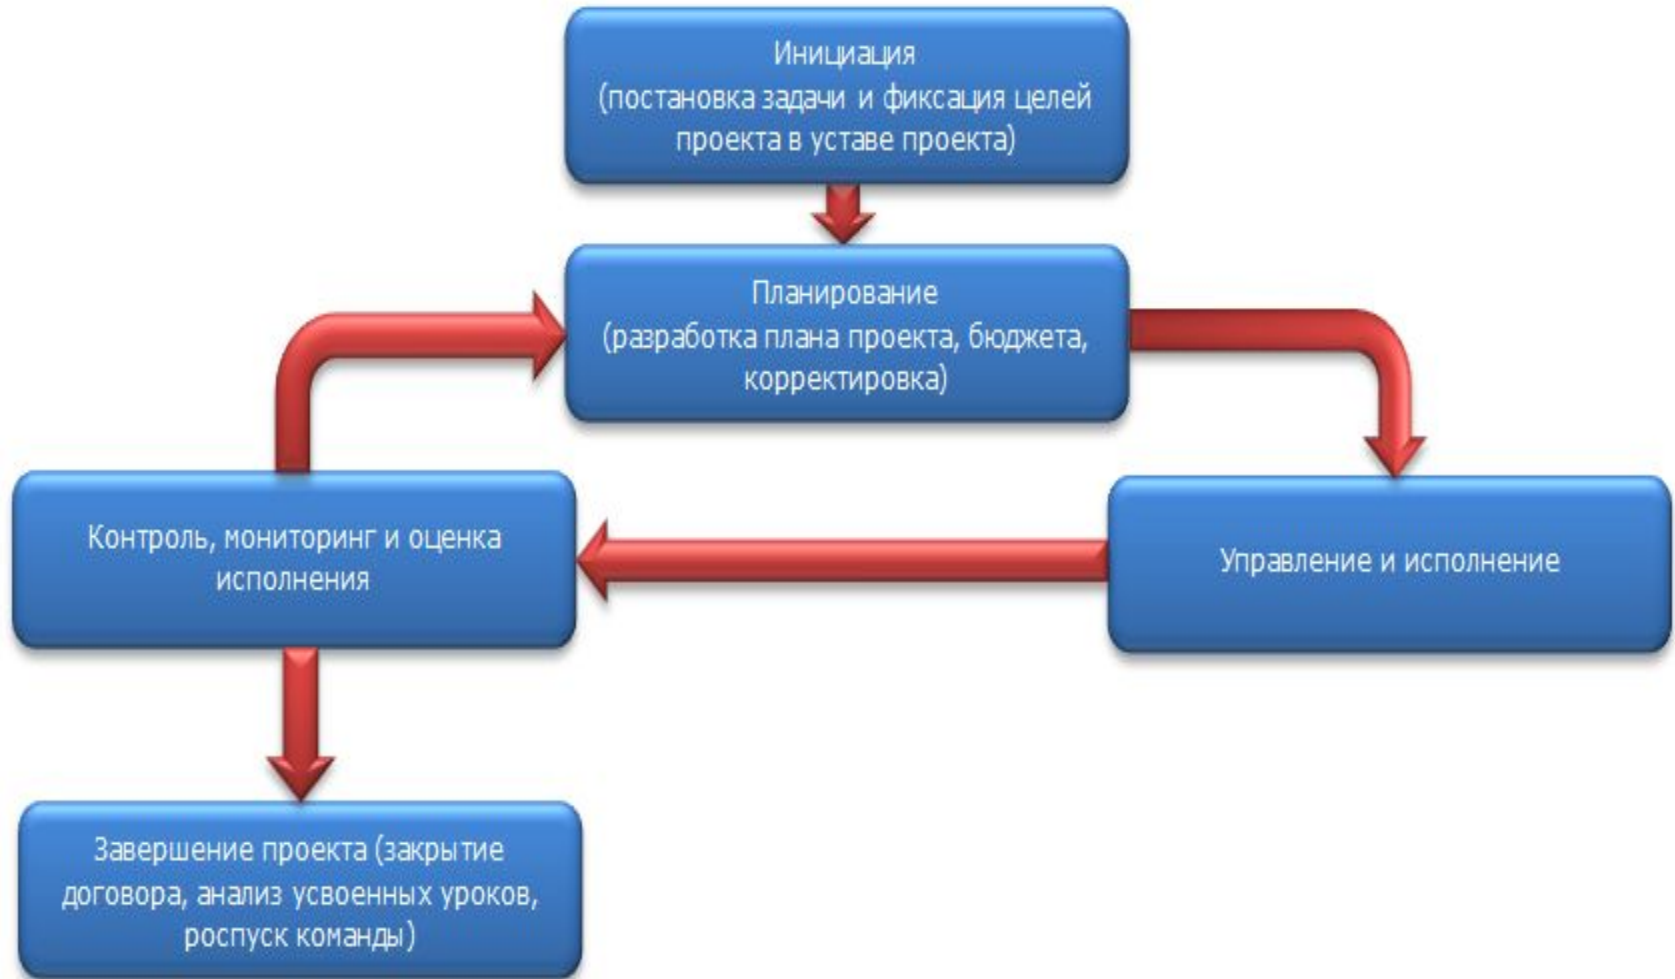 Инициация
(постановка задачи и фиксация целей
проекта в уставе проекта)
Планирование
(разработка плана проекта, бюджета,
корректировка)
Контроль, мониторинг и оценка
исполнения
Управление и исполнение
Завершение проекта (закрытие
договора, анализ усвоенных уроков,
роспуск команды)